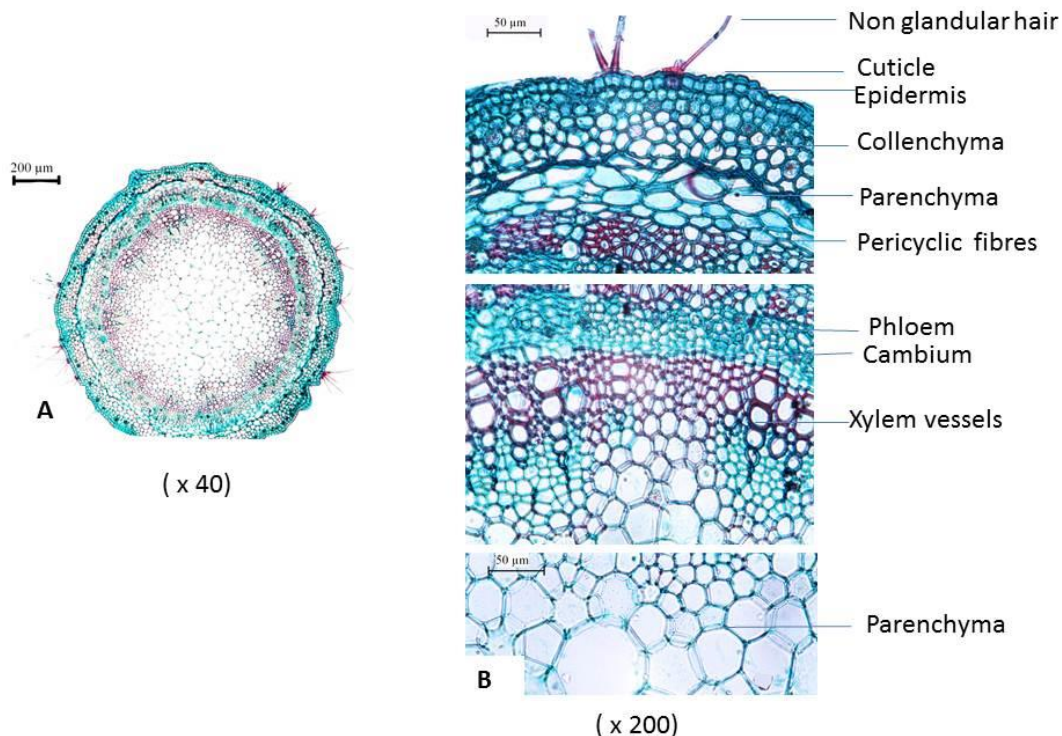 50 µm
Non glandular hair
Cuticle
Epidermis
Collenchyma
Parenchyma
Pericyclic fibres
200 µm
A
( x 40)
Phloem
Cambium
Xylem vessels
50 µm
Parenchyma
B
( x 200)